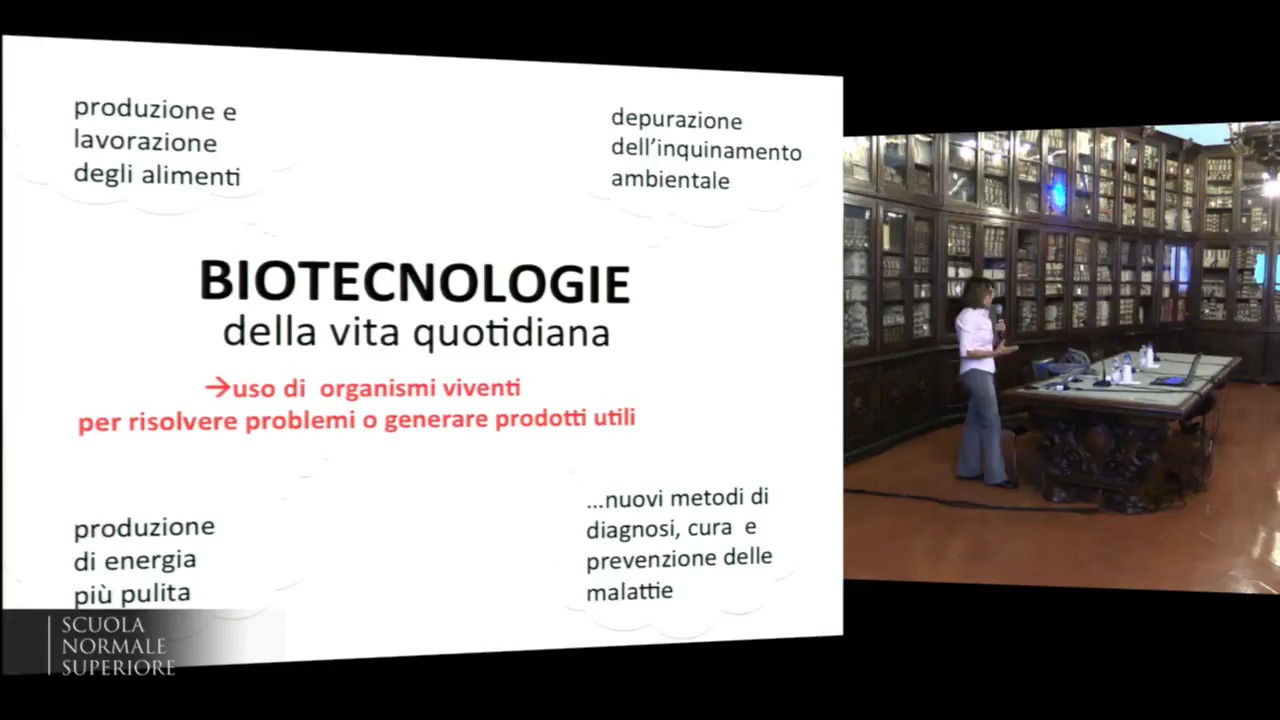 produzione e
lavorazione
degli alimenti
depurazione
dell'inquinamento
ambientale
BIOTECNOLOGIE
della vita quotidiana
→uso di organismi viventi
per risolvere problemi o generare prodotti utili
produzione
di energia
più pulita
...nuovi metodi di
diagnosi, cura e
prevenzione delle
malattie
SCUOLA
NORMALE
SUPERIORE